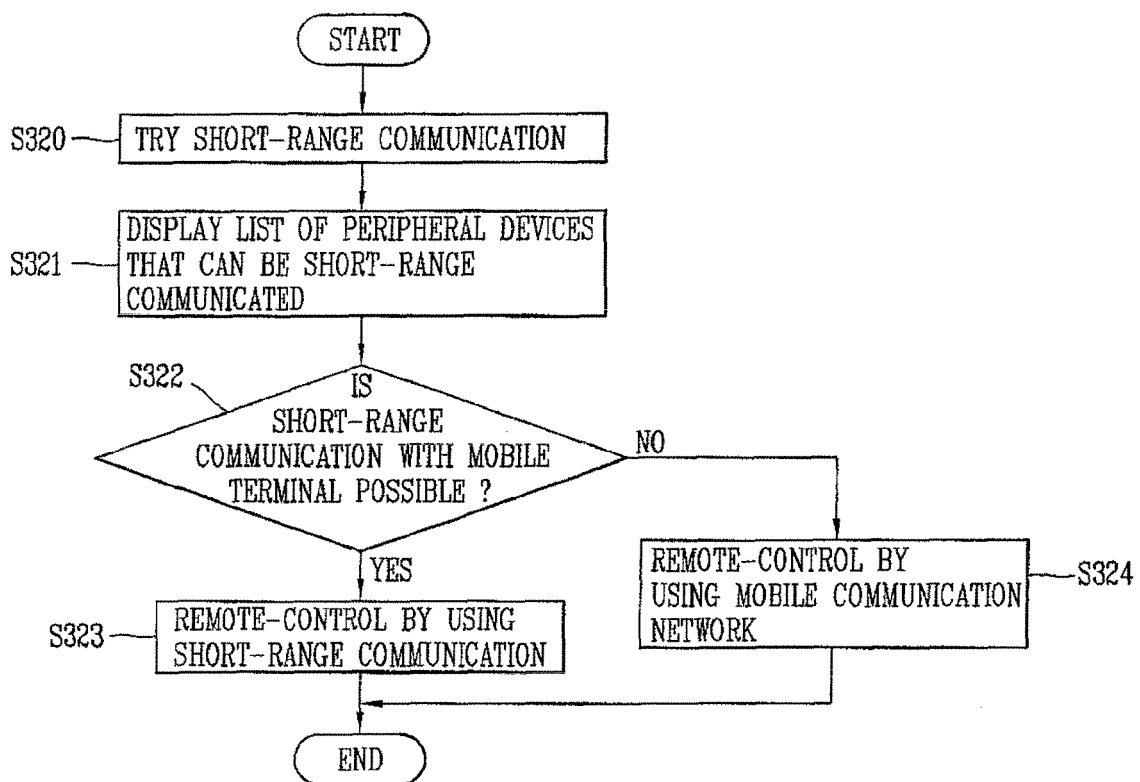 START
S320
TRY SHORT-RANGE COMMUNICATION
S321
DISPLAY LIST OF PERIPHERAL DEVICES
THAT CAN BE SHORT-RANGE
COMMUNICATED
S322
IS
SHORT-RANGE
COMMUNICATION WITH MOBILE
TERMINAL POSSIBLE ?
NO
YES
S323
REMOTE-CONTROL BY USING
SHORT-RANGE COMMUNICATION
REMOTE-CONTROL BY
USING MOBILE COMMUNICATION
NETWORK
S324
END